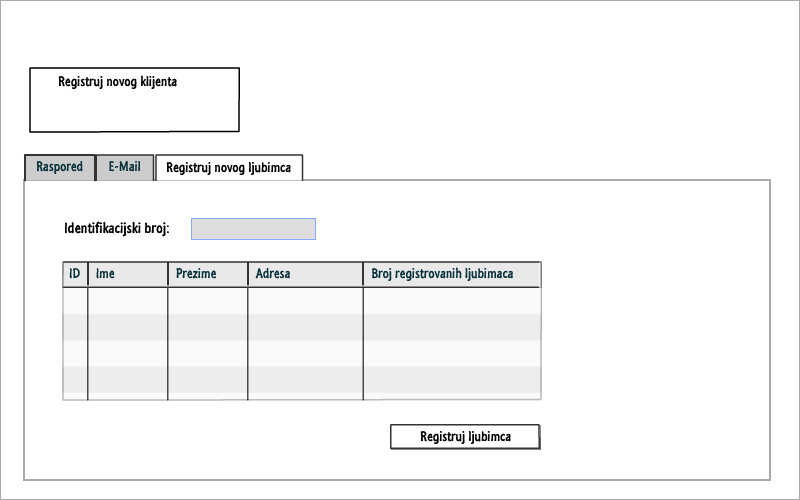 Registruj novog klijenta
Raspored E-Mail Registruj novog ljubimca
Identifikacijski broj:
ID Ime Prezime Adresa Broj registrovanih ljubimaca
Registruj ljubimca